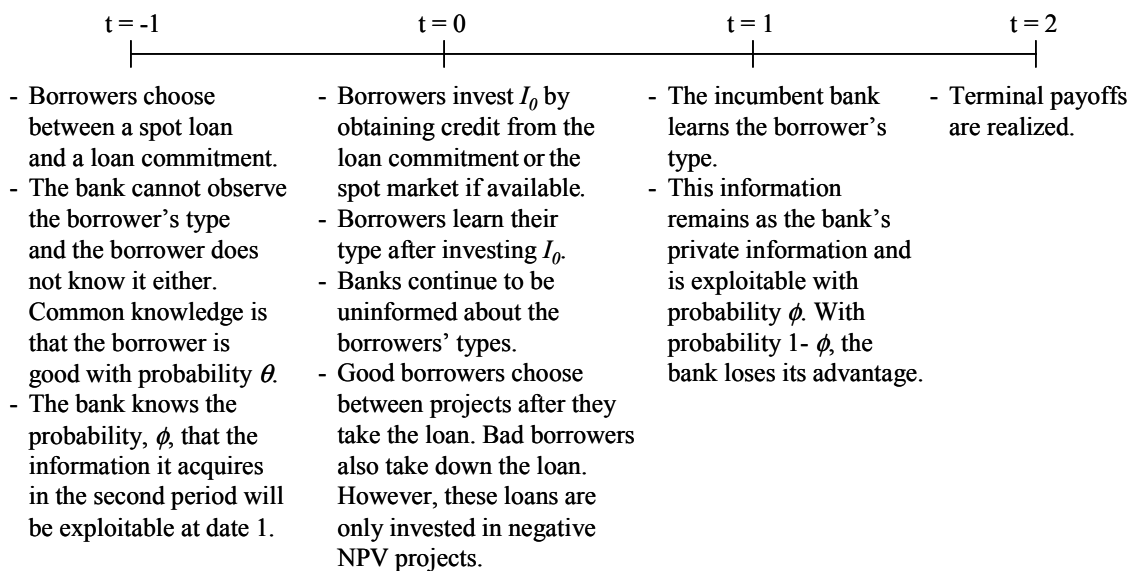 t = -1
t = 0
t = 1
t = 2
- Borrowers choose
between a spot loan
and a loan commitment.
- The bank cannot observe
the borrower's type
and the borrower does
not know it either.
Common knowledge is
that the borrower is
good with probability θ.
- The bank knows the
probability, ϕ, that the
information it acquires
in the second period will
be exploitable at date 1.
- Borrowers invest I0 by
obtaining credit from the
loan commitment or the
spot market if available.
- Borrowers learn their
type after investing I0.
- Banks continue to be
uninformed about the
borrowers' types.
- Good borrowers choose
between projects after they
take the loan. Bad borrowers
also take down the loan.
However, these loans are
only invested in negative
NPV projects.
- The incumbent bank
learns the borrower's
type.
- This information
remains as the bank's
private information and
is exploitable with
probability ϕ. With
probability 1- ϕ, the
bank loses its advantage.
- Terminal payoffs
are realized.